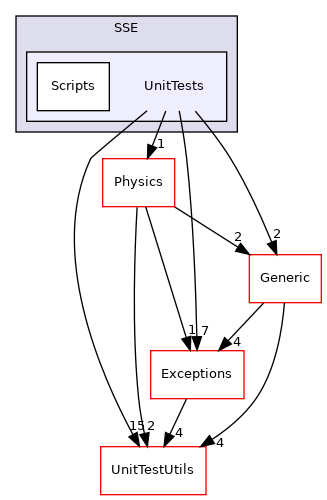 SSE
Scripts
UnitTests
1
Physics
2
2
Generic
1
7
4
Exceptions
15
2
4
4
UnitTestUtils